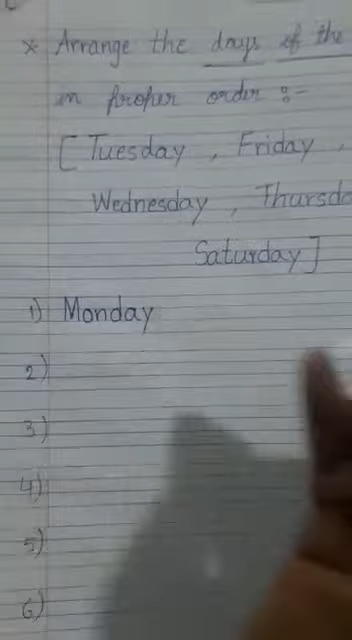 * Arrange the days of the
in proper order :-
[ Tuesday , Friday ,
Wednesday , Thursda
Saturday ]
1) Monday
2)
3)
4)
5)
6)